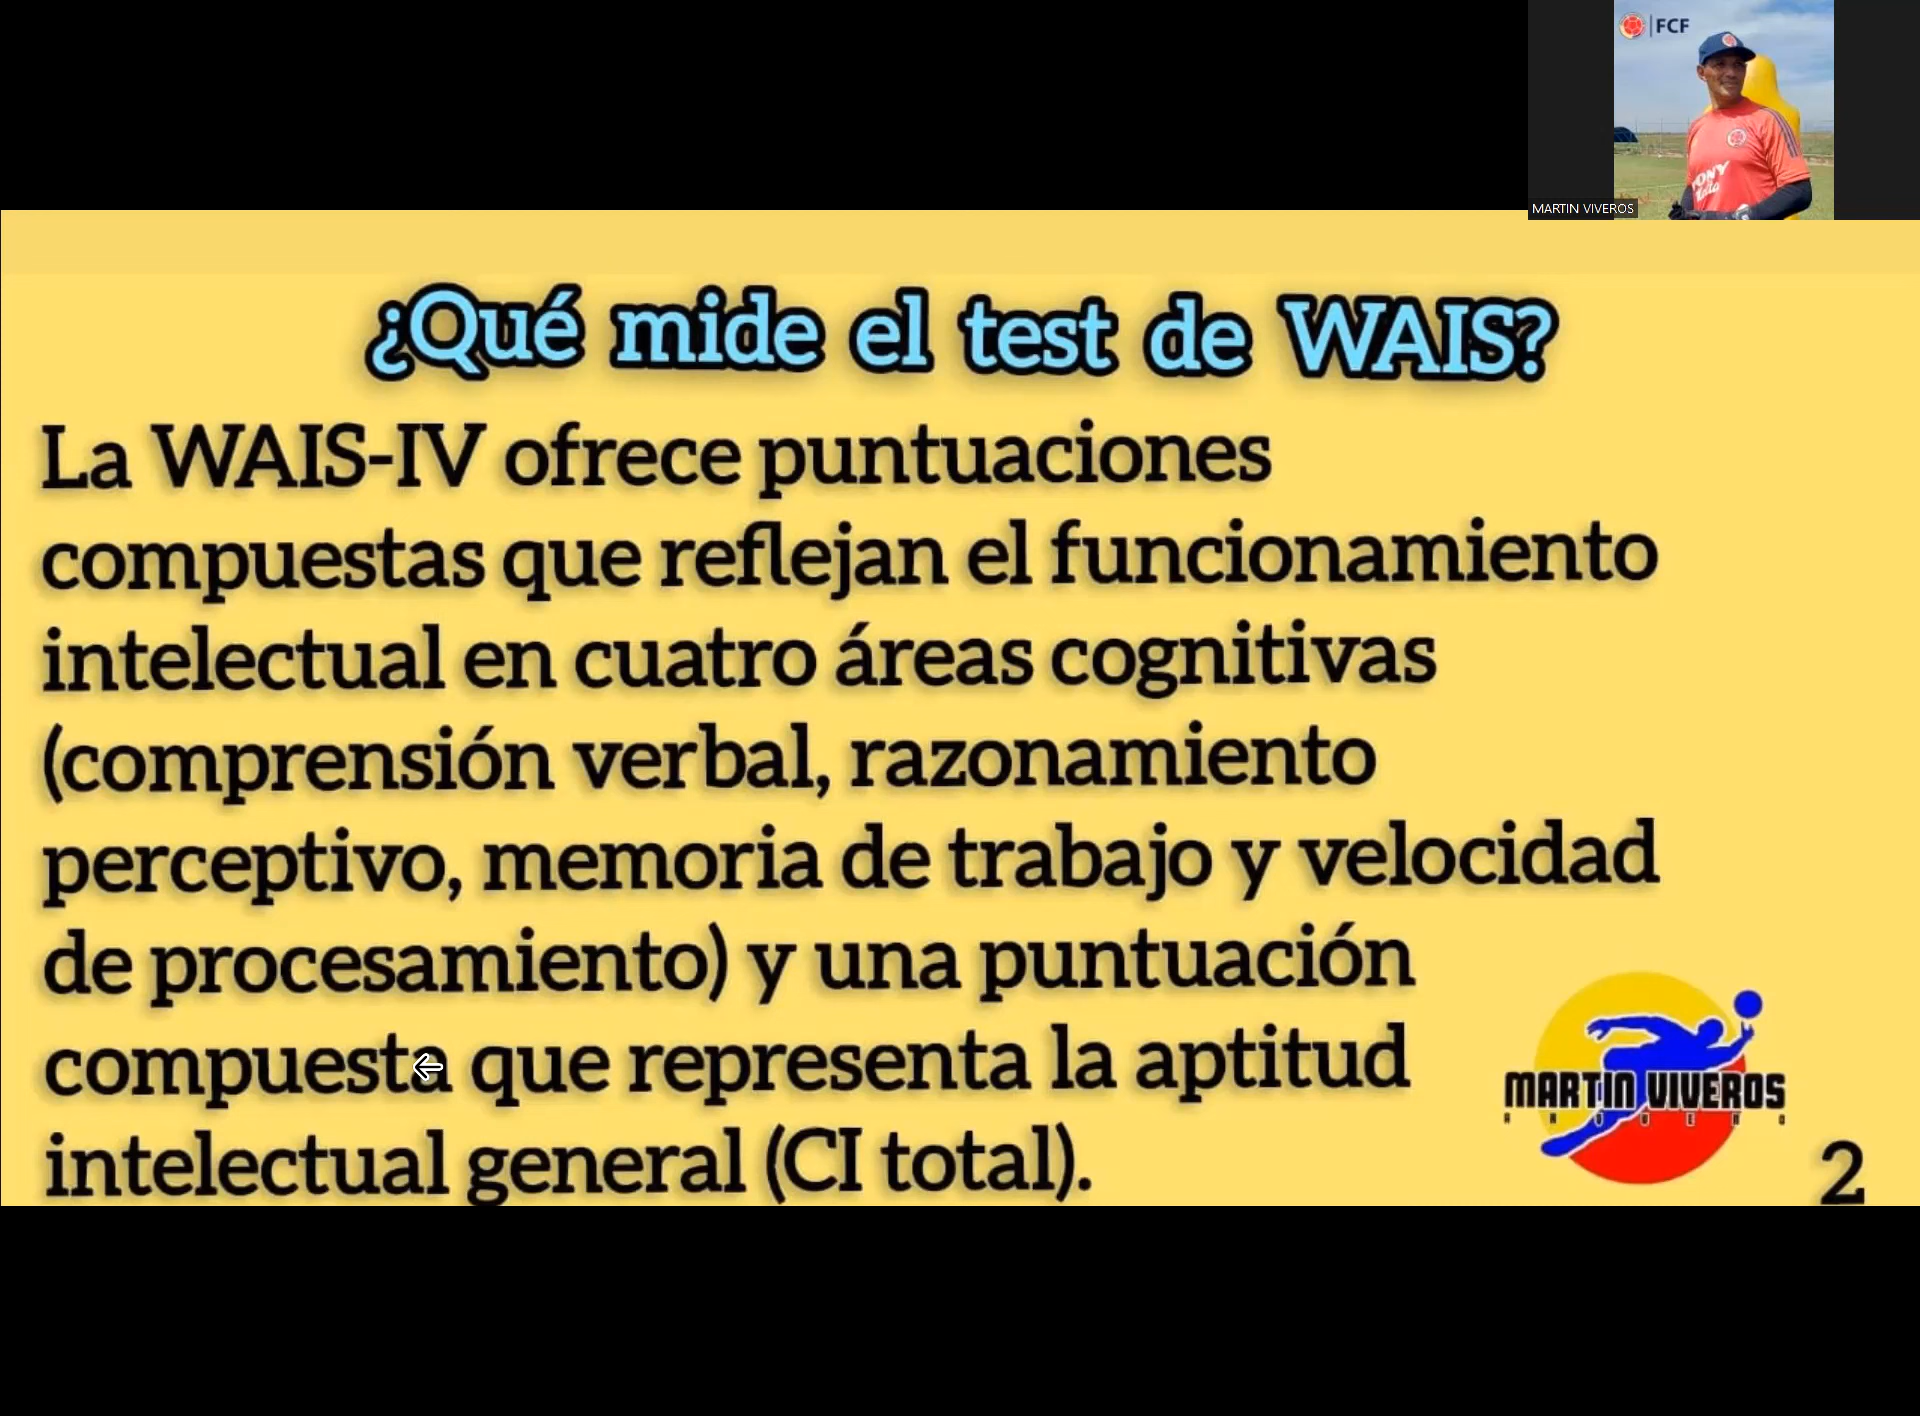 FCF
PONY
MARTIN VIVEROS
¿Qué mide el test de WAIS?
La WAIS-IV ofrece puntuaciones
compuestas que reflejan el funcionamiento
intelectual en cuatro áreas cognitivas
(comprensión verbal, razonamiento
perceptivo, memoria de trabajo y velocidad
de procesamiento) y una puntuación
compuesta que representa la aptitud
intelectual general (CI total).
MARTIN VIVEROS
2